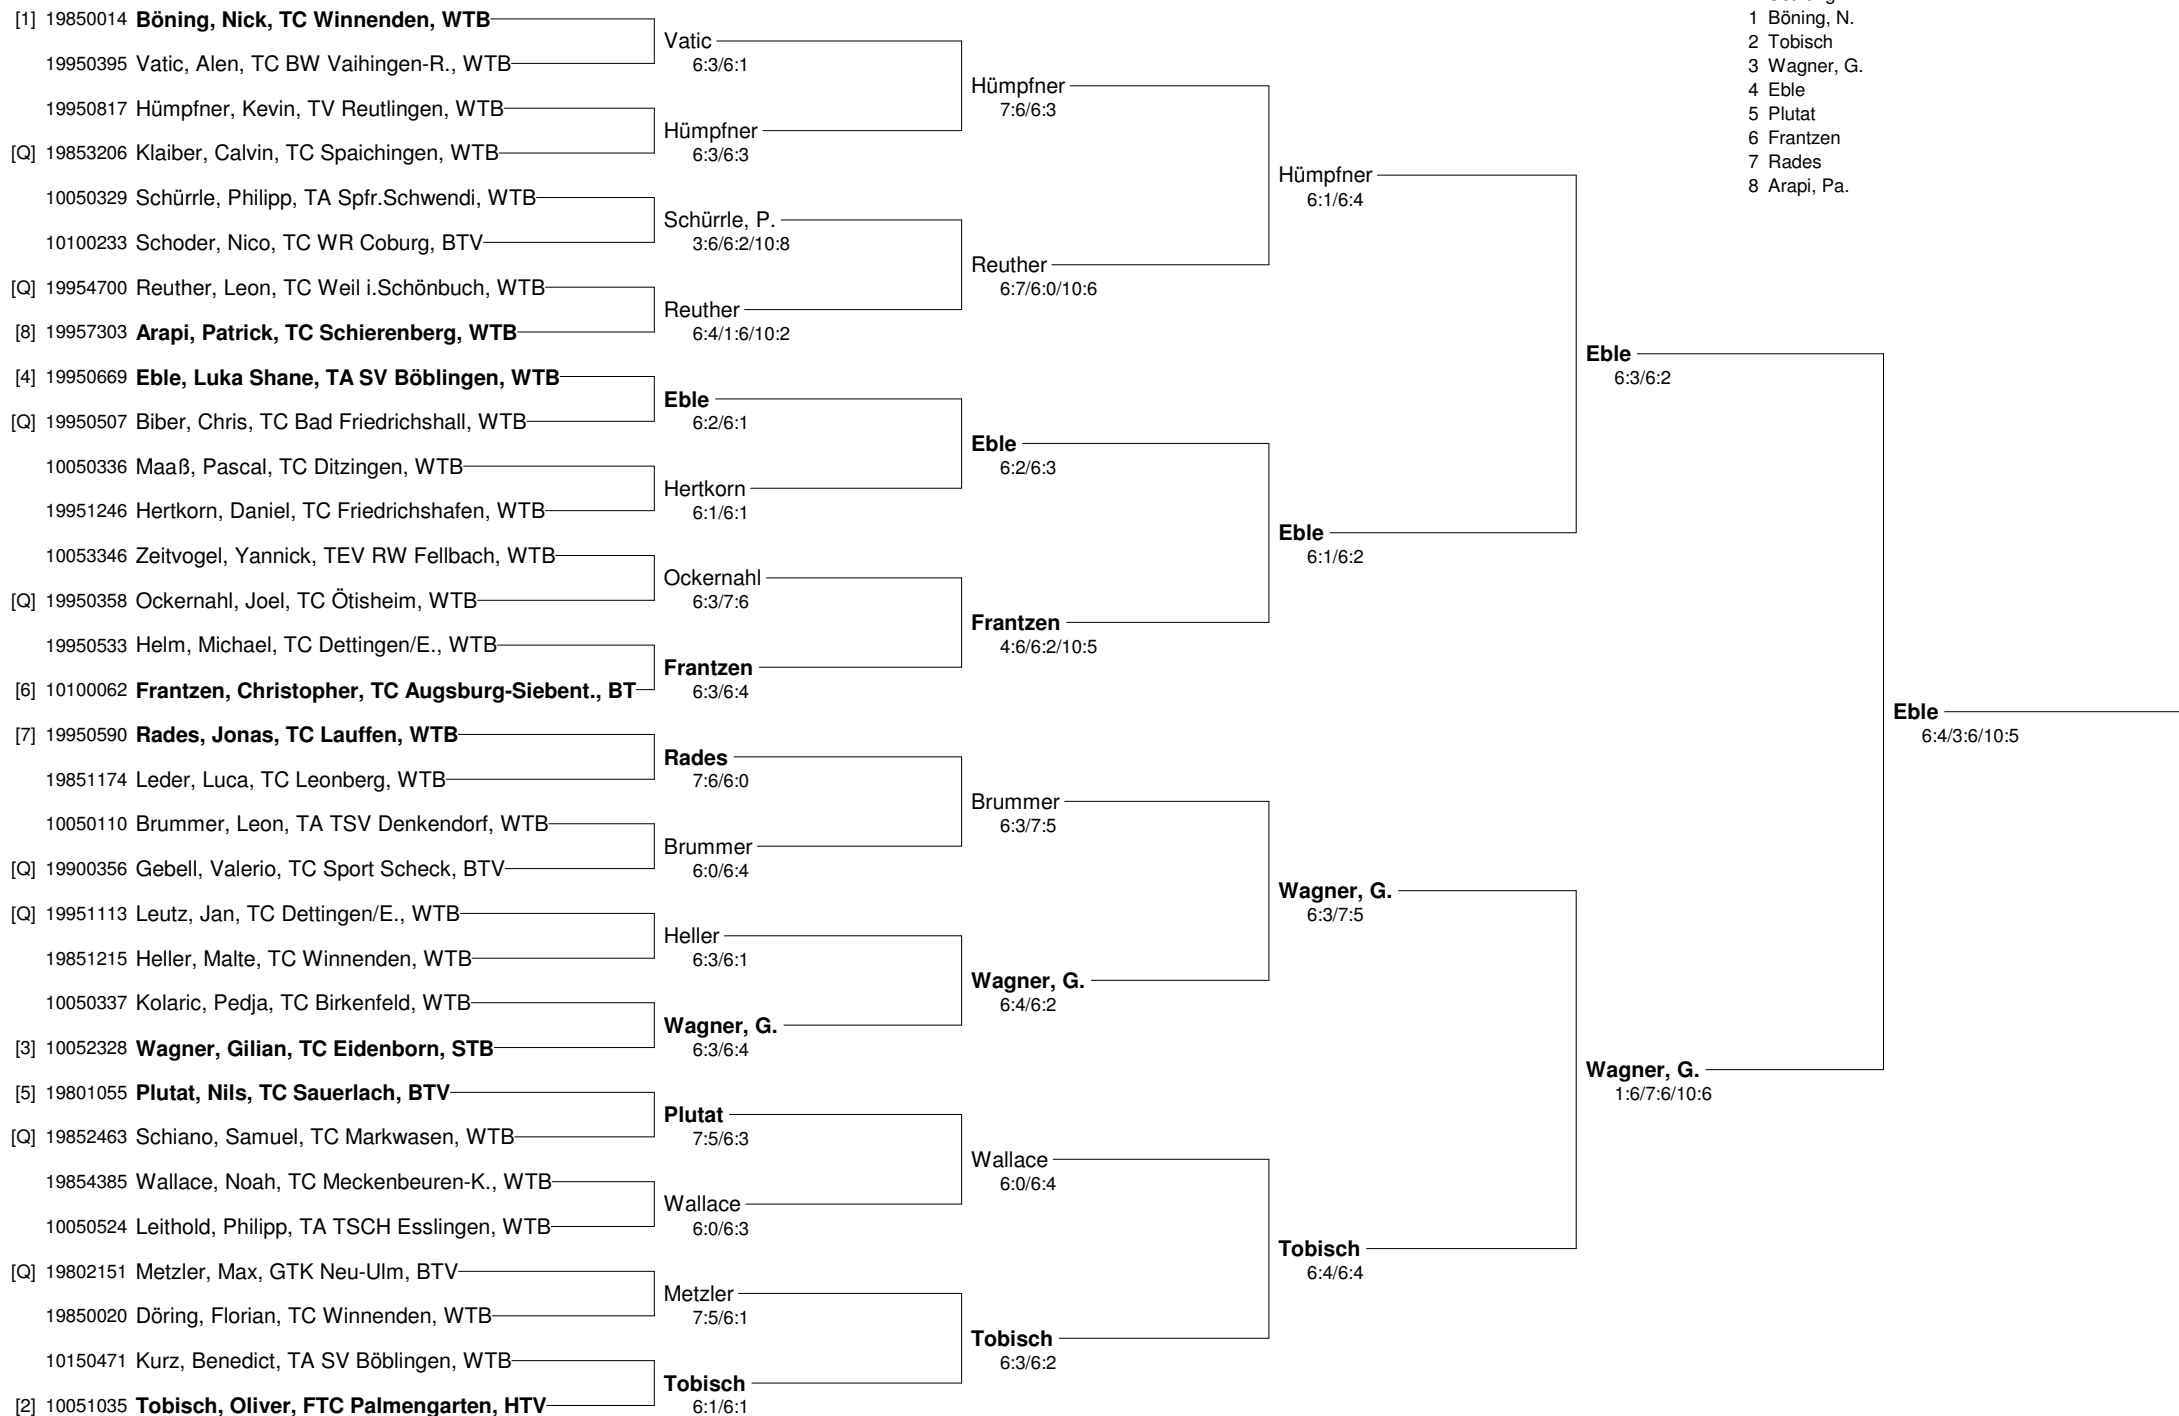 [1] 19850014 Böning, Nick, TC Winnenden, WTB
19950395 Vatic, Alen, TC BW Vaihingen-R., WTB
19950817 Hümpfner, Kevin, TV Reutlingen, WTB
[Q] 19853206 Klaiber, Calvin, TC Spaichingen, WTB
10050329 Schürrle, Philipp, TA Spfr.Schwendi, WTB
10100233 Schoder, Nico, TC WR Coburg, BTV
[Q] 19954700 Reuther, Leon, TC Weil i.Schönbuch, WTB
[8] 19957303 Arapi, Patrick, TC Schierenberg, WTB
[4] 19950669 Eble, Luka Shane, TA SV Böblingen, WTB
[Q] 19950507 Biber, Chris, TC Bad Friedrichshall, WTB
10050336 Maaß, Pascal, TC Ditzingen, WTB
19951246 Hertkorn, Daniel, TC Friedrichshafen, WTB
10053346 Zeitvogel, Yannick, TEV RW Fellbach, WTB
[Q] 19950358 Ockernahl, Joel, TC Ötisheim, WTB
19950533 Helm, Michael, TC Dettingen/E., WTB
[6] 10100062 Frantzen, Christopher, TC Augsburg-Siebent., BT
[7] 19950590 Rades, Jonas, TC Lauffen, WTB
19851174 Leder, Luca, TC Leonberg, WTB
10050110 Brummer, Leon, TA TSV Denkendorf, WTB
[Q] 19900356 Gebell, Valerio, TC Sport Scheck, BTV
[Q] 19951113 Leutz, Jan, TC Dettingen/E., WTB
19851215 Heller, Malte, TC Winnenden, WTB
10050337 Kolaric, Pedja, TC Birkenfeld, WTB
[3] 10052328 Wagner, Gilian, TC Eidenborn, STB
[5] 19801055 Plutat, Nils, TC Sauerlach, BTV
[Q] 19852463 Schiano, Samuel, TC Markwasen, WTB
19854385 Wallace, Noah, TC Meckenbeuren-K., WTB
10050524 Leithold, Philipp, TA TSCH Esslingen, WTB
[Q] 19802151 Metzler, Max, GTK Neu-Ulm, BTV
19850020 Döring, Florian, TC Winnenden, WTB
10150471 Kurz, Benedict, TA SV Böblingen, WTB
[2] 10051035 Tobisch, Oliver, FTC Palmengarten, HTV
Vatic
6:3/6:1
Hümpfner
6:3/6:3
Schürrle, P.
3:6/6:2/10:8
Reuther
6:4/1:6/10:2
Eble
6:2/6:1
Hertkorn
6:1/6:1
Ockernahl
6:3/7:6
Frantzen
6:3/6:4
Rades
7:6/6:0
Brummer
6:0/6:4
Heller
6:3/6:1
Wagner, G.
6:3/6:4
Plutat
7:5/6:3
Wallace
6:0/6:3
Metzler
7:5/6:1
Tobisch
6:1/6:1
Hümpfner
7:6/6:3
Reuther
6:7/6:0/10:6
Eble
6:2/6:3
Frantzen
4:6/6:2/10:5
Brummer
6:3/7:5
Wagner, G.
6:4/6:2
Wallace
6:0/6:4
Tobisch
6:3/6:2
Hümpfner
6:1/6:4
Eble
6:1/6:2
Wagner, G.
6:3/7:5
Tobisch
6:4/6:4
Eble
6:3/6:2
Wagner, G.
1:6/7:6/10:6
Eble
6:4/3:6/10:5
1 Böning, N.
2 Tobisch
3 Wagner, G.
4 Eble
5 Plutat
6 Frantzen
7 Rades
8 Arapi, Pa.